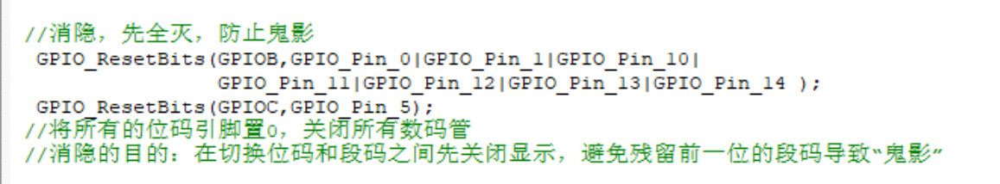 //消隐，先全灭，防止鬼影
GPIO_ResetBits(GPIOB,GPIO_Pin_0|GPIO_Pin_1|GPIO_Pin_10|
GPIO_Pin_11|GPIO_Pin_12|GPIO_Pin_13|GPIO_Pin_14 );
GPIO_ResetBits(GPIOC,GPIO_Pin_5);
//将所有的位码引脚置0，关闭所有数码管
//消隐的目的：在切换位码和段码之间先关闭显示，避免残留前一位的段码导致“鬼影”